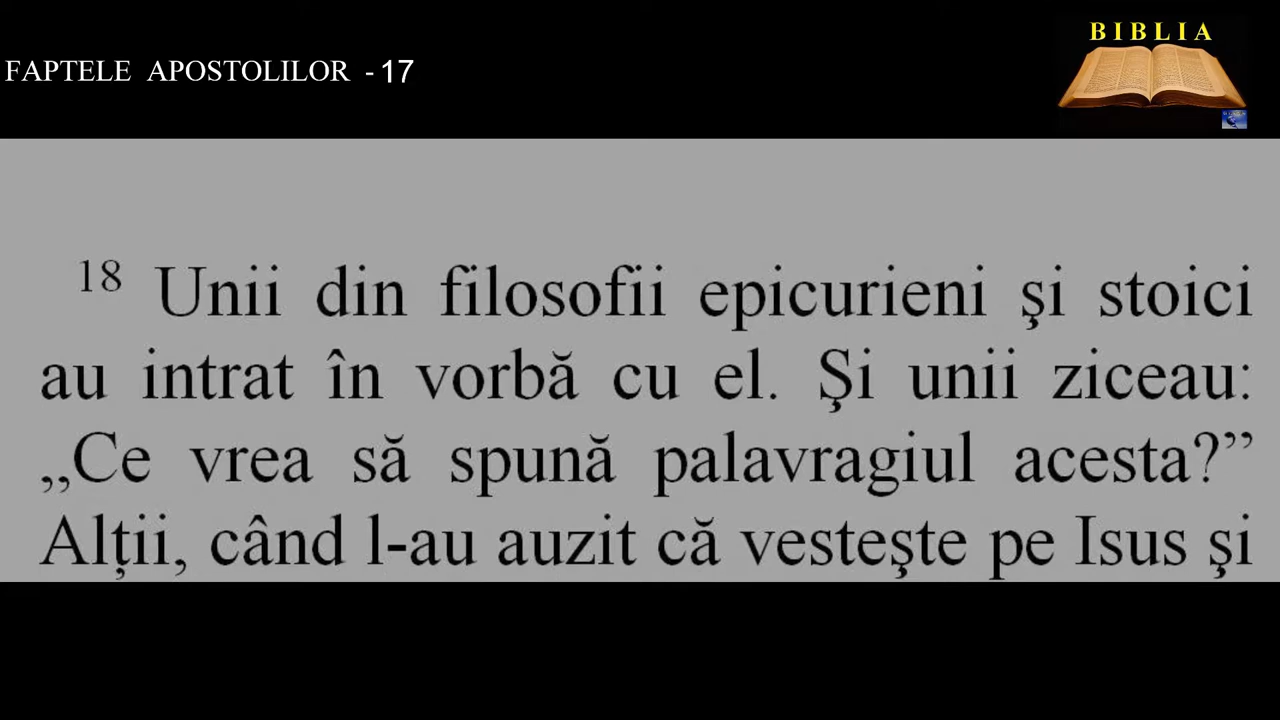 BIBLIA
FAPTELE APOSTOLILOR - 17
18 Unii din filosofii epicurieni şi stoici
au intrat în vorbă cu el. Şi unii ziceau:
„Ce vrea să spună palavragiul acesta?”
Alţii, când l-au auzit că vesteşte pe Isus şi